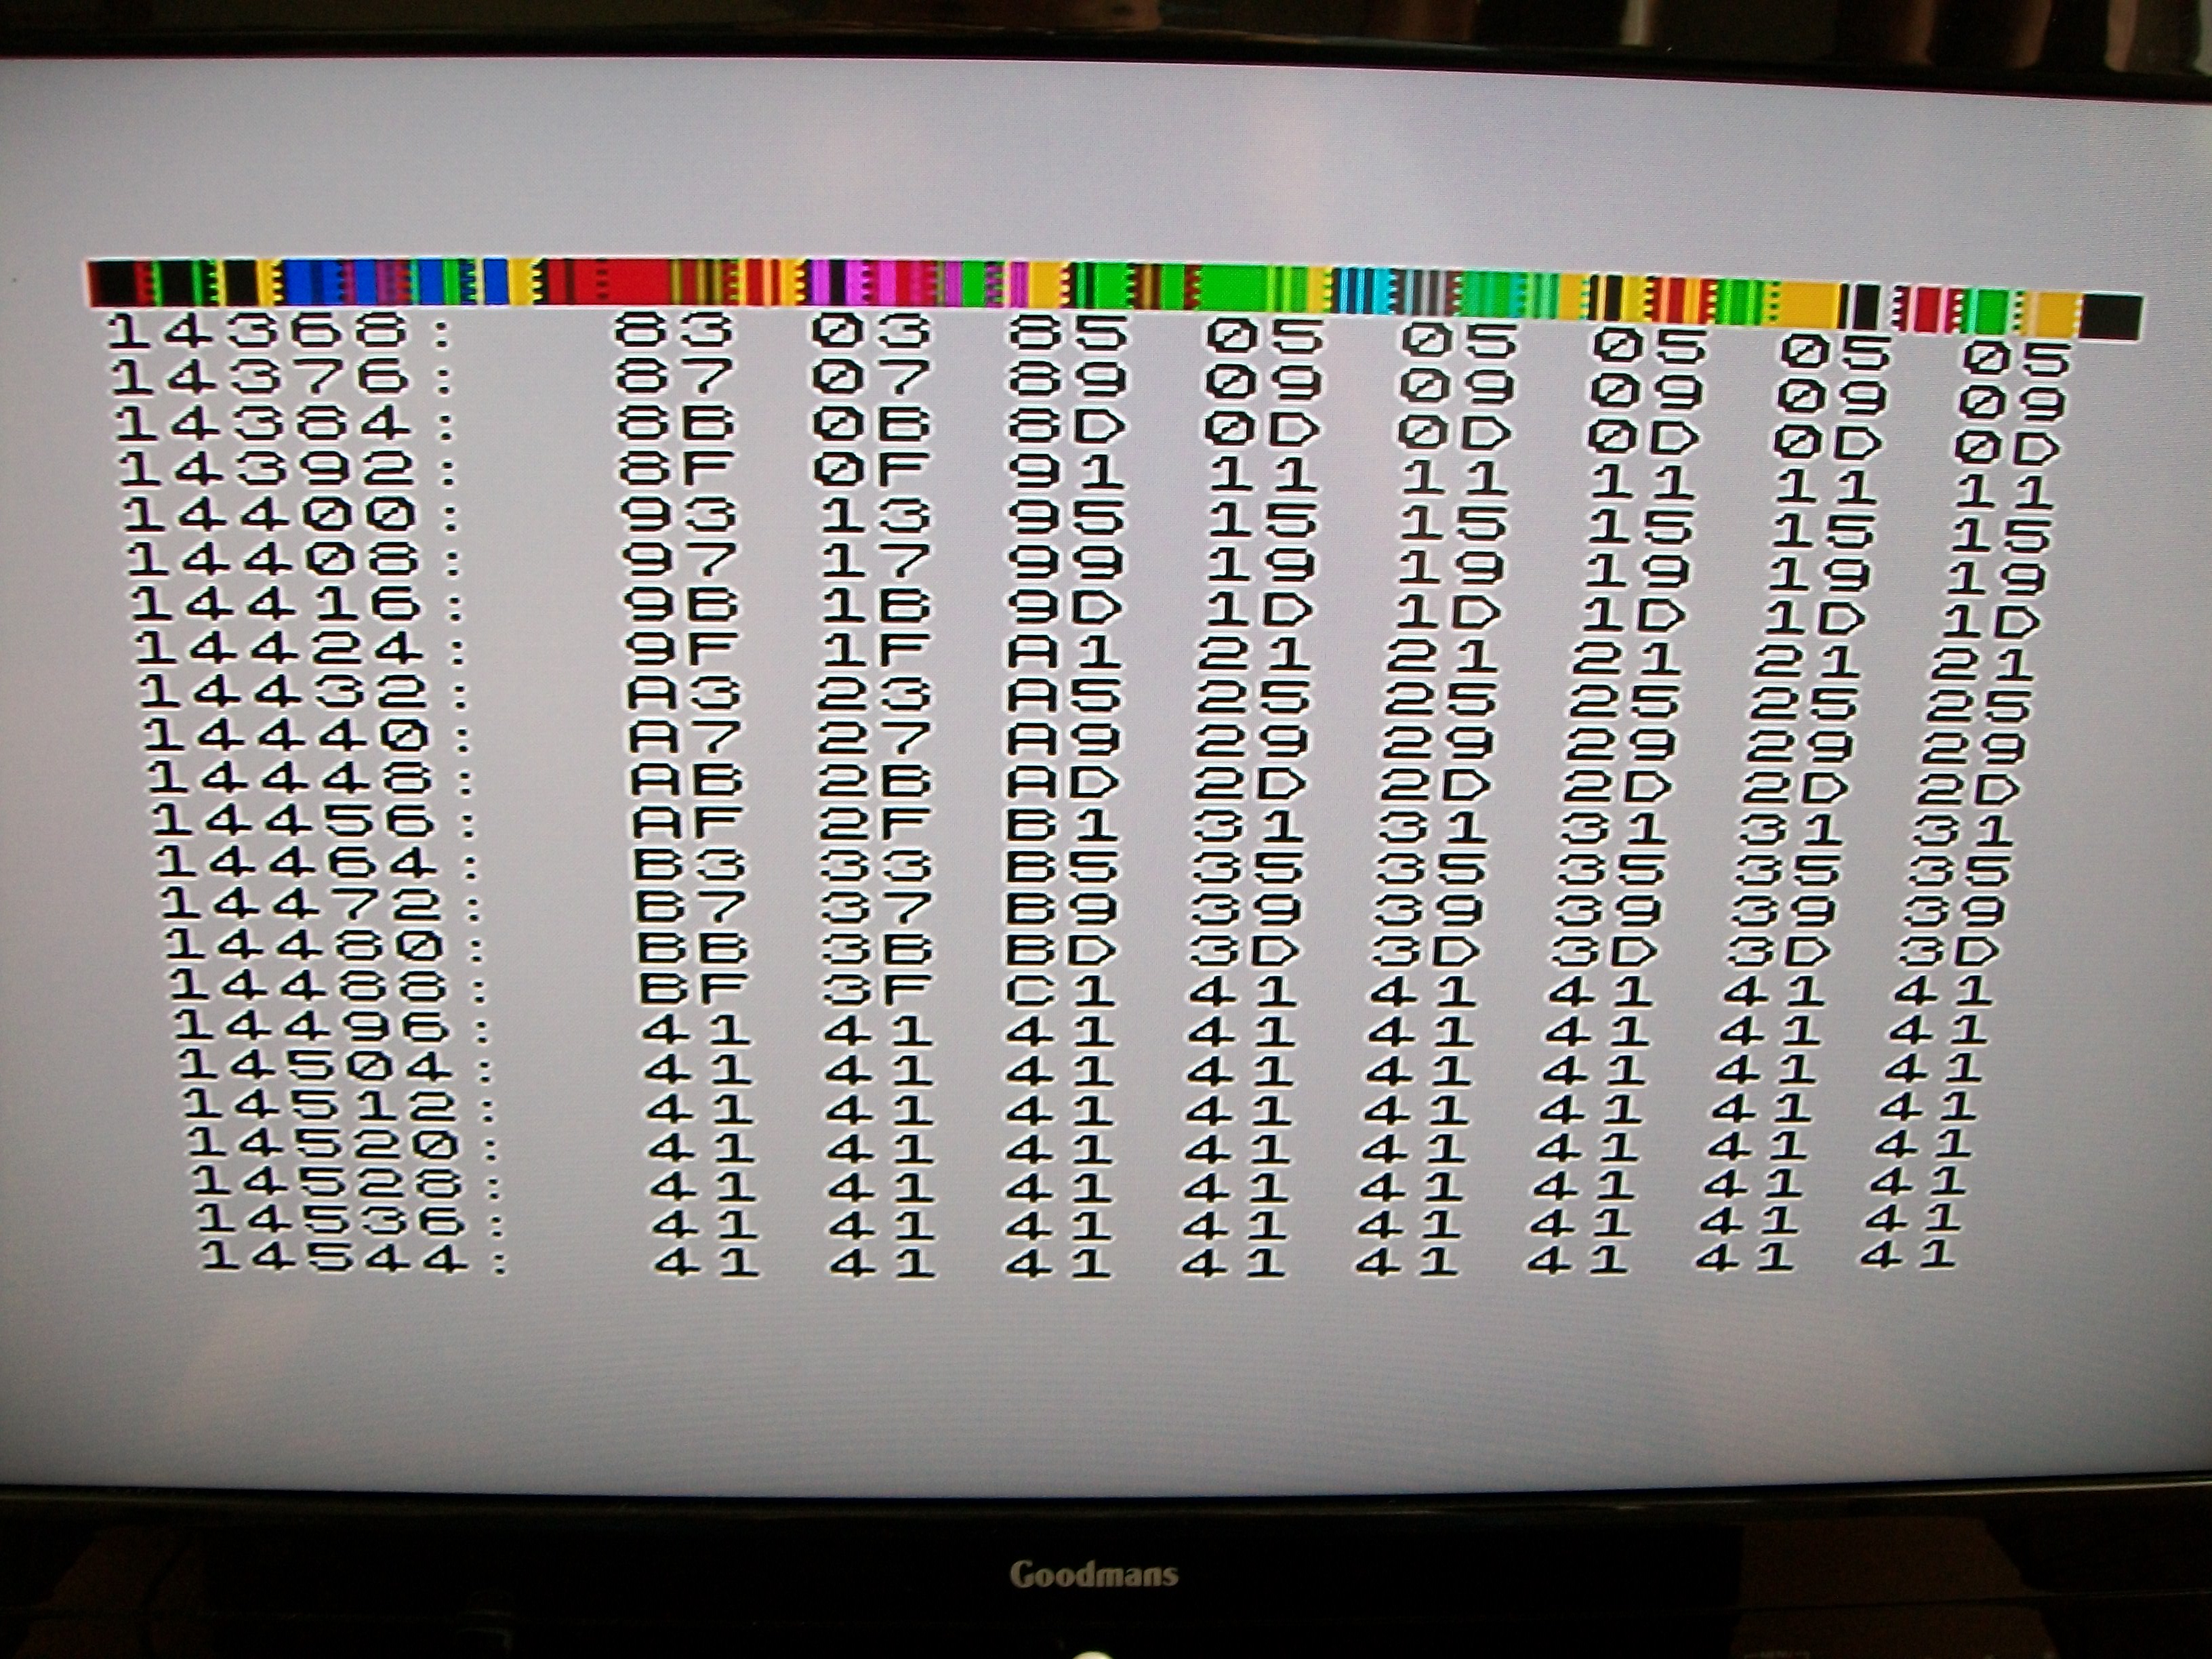 14368: 83 03 85 05 05 05 05 05
14376: 87 07 89 09 09 09 09 09
14384: 8B 0B 8D 0D 0D 0D 0D 0D
14392: 8F 0F 91 11 11 11 11 11
14400: 93 13 95 15 15 15 15 15
14408: 97 17 99 19 19 19 19 19
14416: 9B 1B 9D 1D 1D 1D 1D 1D
14424: 9F 1F A1 21 21 21 21 21
14432: A3 23 A5 25 25 25 25 25
14440: A7 27 A9 29 29 29 29 29
14448: AB 2B AD 2D 2D 2D 2D 2D
14456: AF 2F B1 31 31 31 31 31
14464: B3 33 B5 35 35 35 35 35
14472: B7 37 B9 39 39 39 39 39
14480: BB 3B BD 3D 3D 3D 3D 3D
14488: BF 3F C1 41 41 41 41 41
14496: 41 41 41 41 41 41 41 41
14504: 41 41 41 41 41 41 41 41
14512: 41 41 41 41 41 41 41 41
14520: 41 41 41 41 41 41 41 41
14528: 41 41 41 41 41 41 41 41
14536: 41 41 41 41 41 41 41 41
14544: 41 41 41 41 41 41 41 41
Goodmans